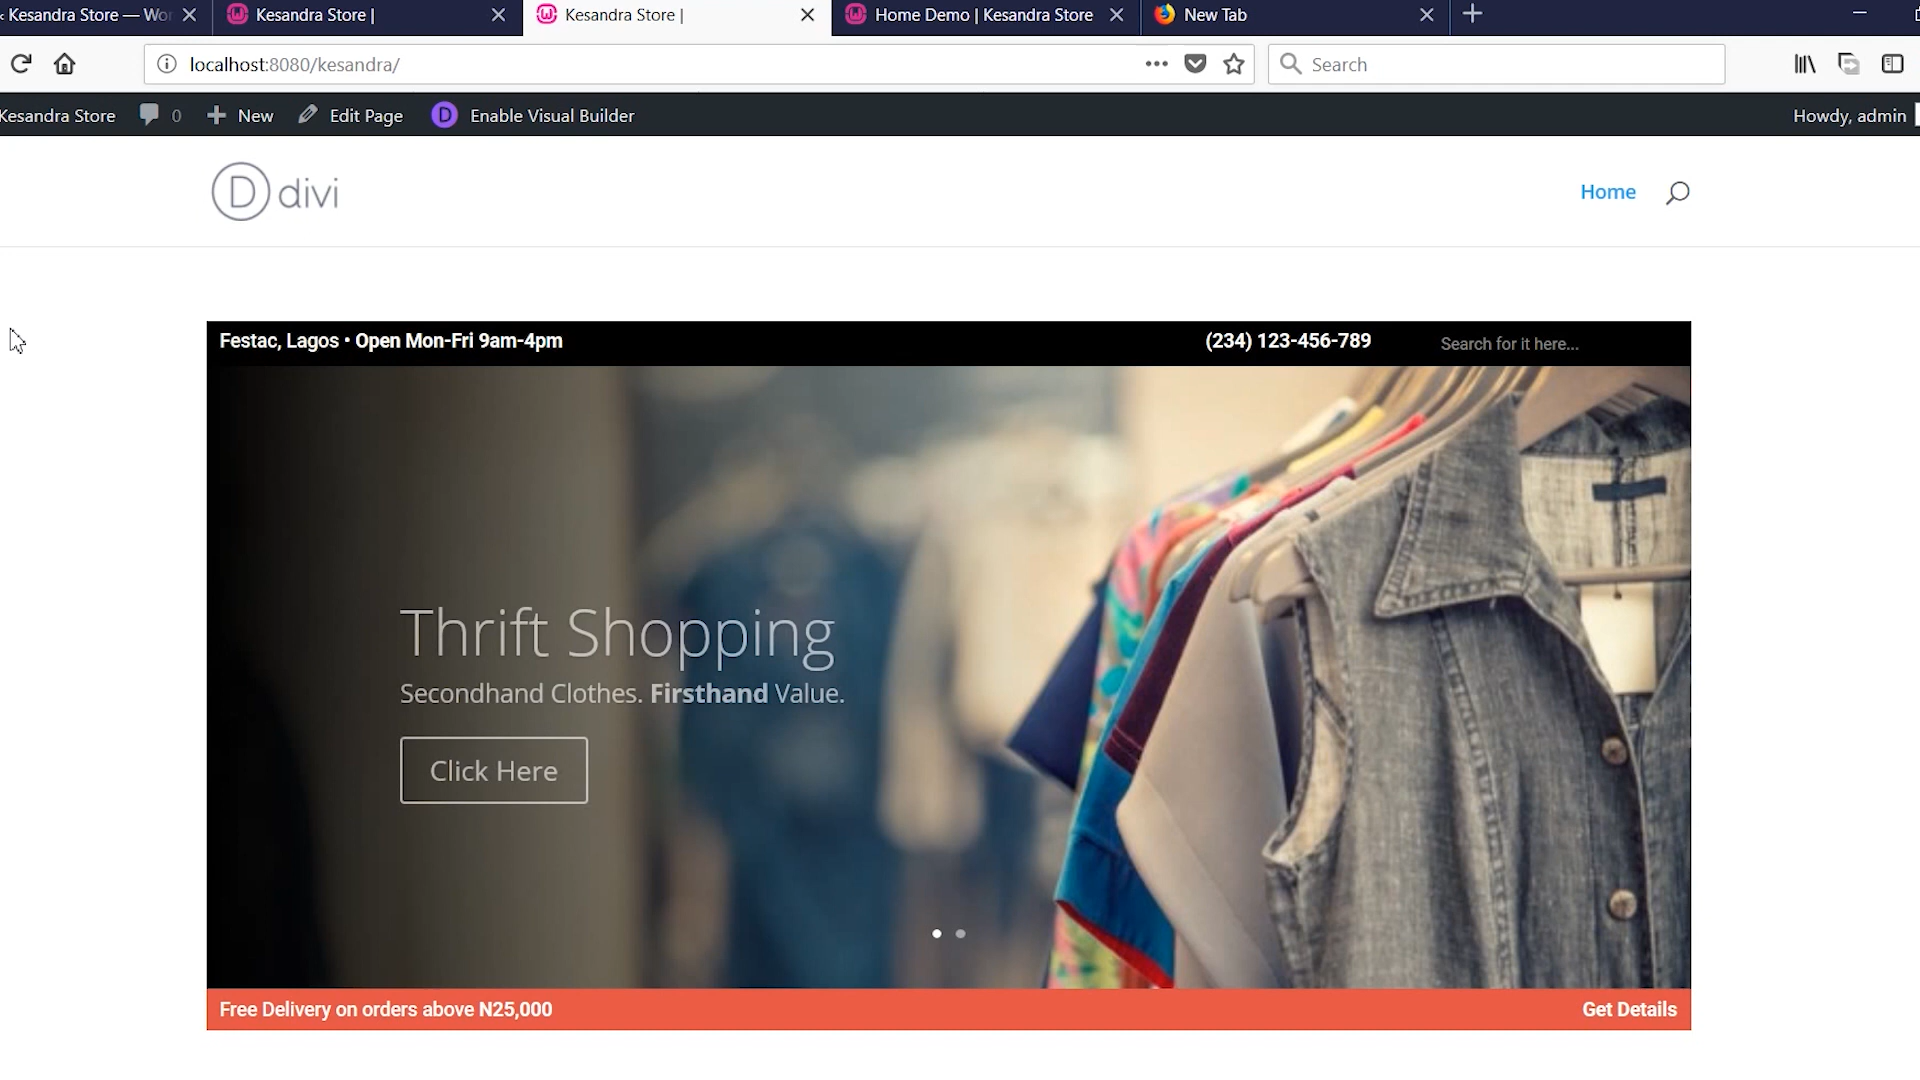 Kesandra Store — Wor
Kesandra Store |
Kesandra Store |
Home Demo | Kesandra Store
New Tab
localhost:8080/kesandra/
Search
Kesandra Store
0
New
Edit Page
D
Enable Visual Builder
Howdy, admin
D divi
Home
Festac, Lagos • Open Mon-Fri 9am-4pm
(234) 123-456-789
Search for it here...
Thrift Shopping
Secondhand Clothes. Firsthand Value.
Click Here
Free Delivery on orders above N25,000
Get Details